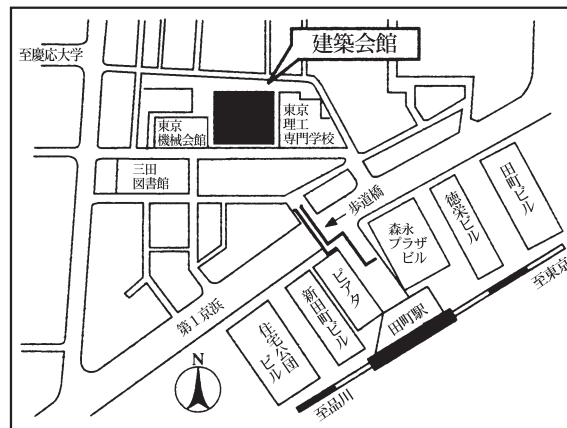 建築会館
至慶応大学
東京
機械会館
東京
理工
専門学校
三田
図書館
歩道橋
森永
プラザ
ビル
徳栄ビル
田町ビル
第1京浜
ピアタ
新田町ビル
住宅公団
ビル
田町駅
至東京
至品川
N